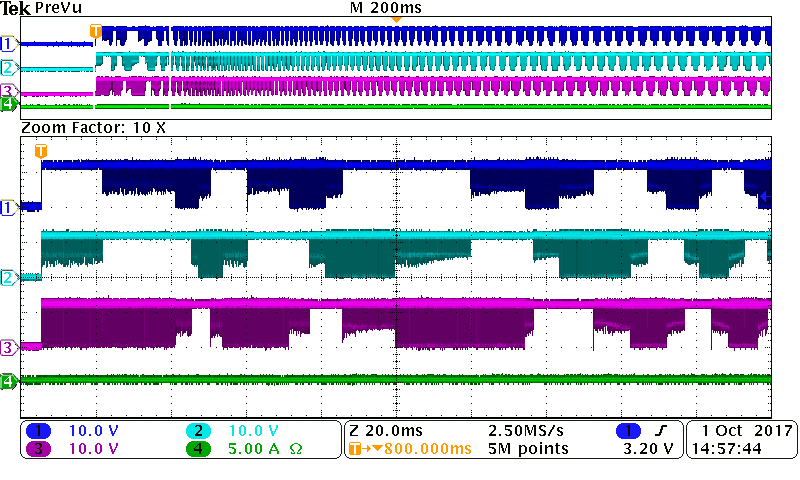 Tek PreVu M 200ms
T
1
2
3
4
Zoom Factor: 10 X
T
1
2
3
4
1 10.0 V 2 10.0 V Z 20.0ms 2.50MS/s 1 1 Oct 2017
3 10.0 V 4 5.00 A Ω T→▼800.000ms 5M points 3.20 V 14:57:44